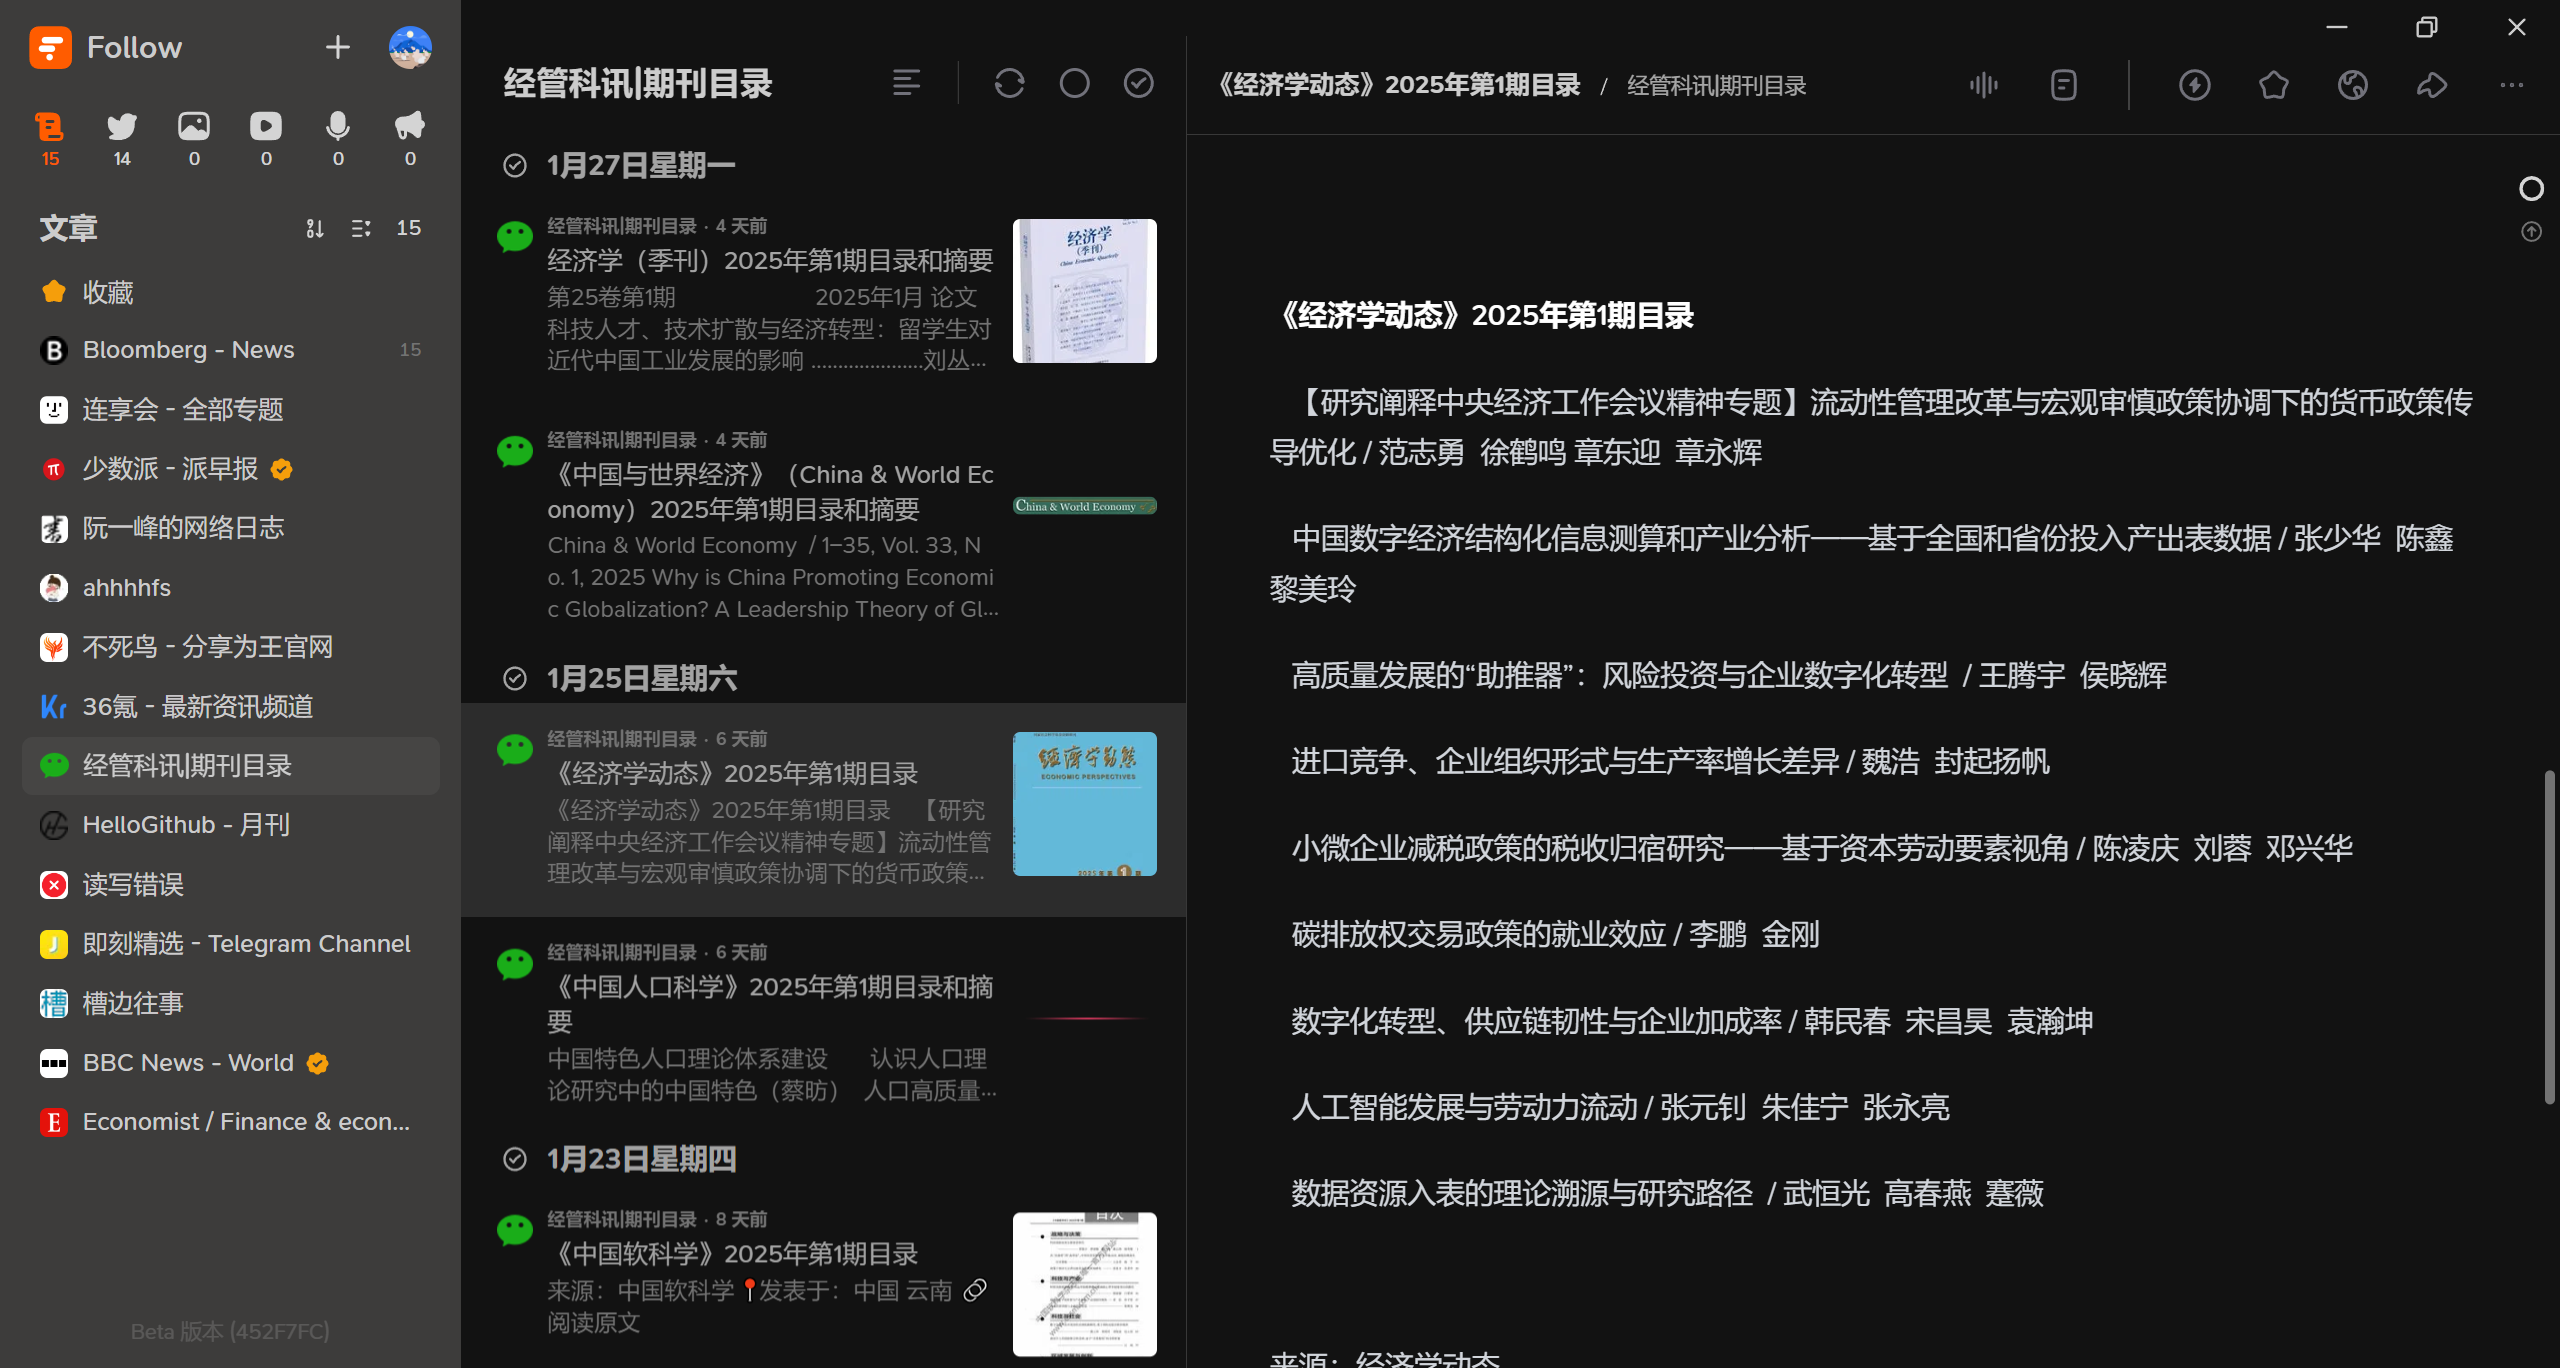 Follow
15
14
0
0
0
0
文章
15
收藏
Bloomberg - News
15
连享会 - 全部专题
少数派 - 派早报
阮一峰的网络日志
ahhhhfs
不死鸟 - 分享为王官网
36氪 - 最新资讯频道
经管科讯|期刊目录
HelloGithub - 月刊
读写错误
即刻精选 - Telegram Channel
槽边往事
BBC News - World
Economist / Finance & econ...
Beta 版本 (452F7FC)
经管科讯|期刊目录
1月27日星期一
经管科讯|期刊目录 · 4 天前
经济学（季刊）2025年第1期目录和摘要
第25卷第1期 2025年1月 论文
科技人才、技术扩散与经济转型：留学生对
近代中国工业发展的影响 .....................刘丛...
经济学
（季刊）
China Economic Quarterly
经管科讯|期刊目录 · 4 天前
《中国与世界经济》（China & World Ec
onomy）2025年第1期目录和摘要
China & World Economy / 1–35, Vol. 33, N
o. 1, 2025 Why is China Promoting Economi
c Globalization? A Leadership Theory of Gl...
China & World Economy
1月25日星期六
经管科讯|期刊目录 · 6 天前
《经济学动态》2025年第1期目录
《经济学动态》2025年第1期目录 【研究
阐释中央经济工作会议精神专题】流动性管
理改革与宏观审慎政策协调下的货币政策...
經濟学動態
ECONOMIC PERSPECTIVES
2025 年第 1 期
经管科讯|期刊目录 · 6 天前
《中国人口科学》2025年第1期目录和摘
要
中国特色人口理论体系建设 认识人口理
论研究中的中国特色（蔡昉） 人口高质量...
1月23日星期四
经管科讯|期刊目录 · 8 天前
《中国软科学》2025年第1期目录
来源：中国软科学📍发表于：中国 云南 🔗
阅读原文
目次
《经济学动态》2025年第1期目录 / 经管科讯|期刊目录
《经济学动态》2025年第1期目录
【研究阐释中央经济工作会议精神专题】流动性管理改革与宏观审慎政策协调下的货币政策传
导优化 / 范志勇 徐鹤鸣 章东迎 章永辉
中国数字经济结构化信息测算和产业分析——基于全国和省份投入产出表数据 / 张少华 陈鑫
黎美玲
高质量发展的“助推器”：风险投资与企业数字化转型 / 王腾宇 侯晓辉
进口竞争、企业组织形式与生产率增长差异 / 魏浩 封起扬帆
小微企业减税政策的税收归宿研究——基于资本劳动要素视角 / 陈凌庆 刘蓉 邓兴华
碳排放权交易政策的就业效应 / 李鹏 金刚
数字化转型、供应链韧性与企业加成率 / 韩民春 宋昌昊 袁瀚坤
人工智能发展与劳动力流动 / 张元钊 朱佳宁 张永亮
数据资源入表的理论溯源与研究路径 / 武恒光 高春燕 蹇薇
来源：经济学动态